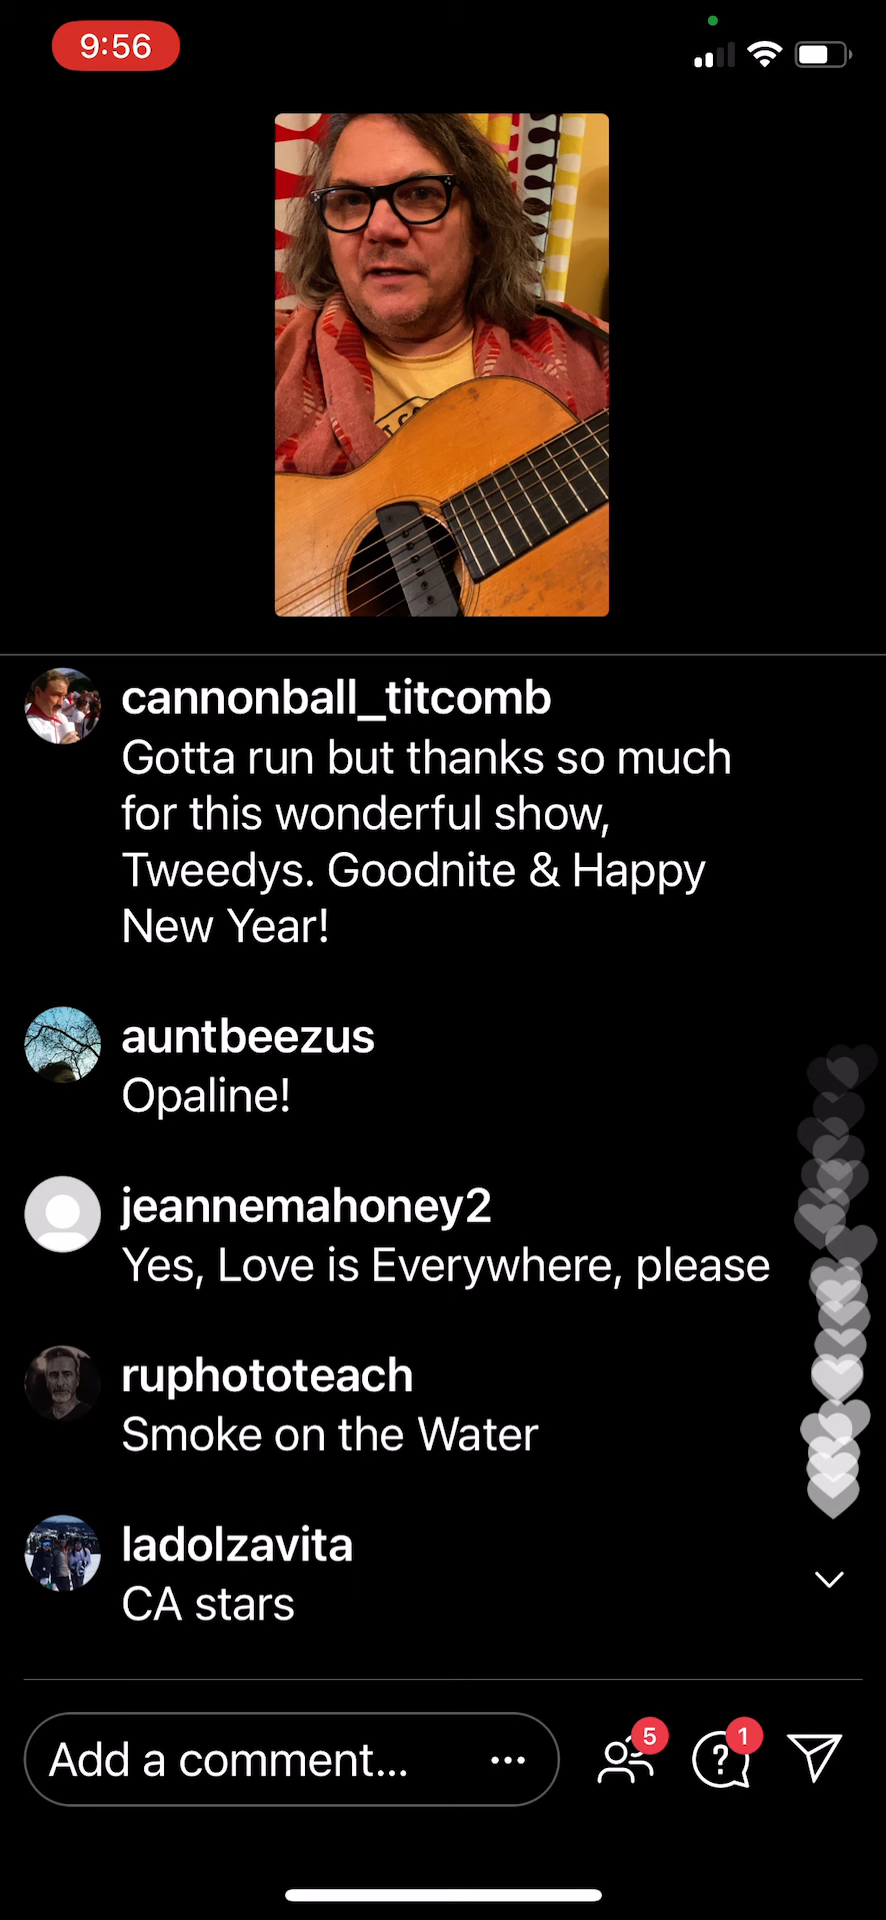 9:56
cannonball_titcomb
Gotta run but thanks so much
for this wonderful show,
Tweedys. Goodnite & Happy
New Year!
auntbeezus
Opaline!
jeannemahoney2
Yes, Love is Everywhere, please
ruphototeach
Smoke on the Water
ladolzavita
CA stars
Add a comment...
5
?
1